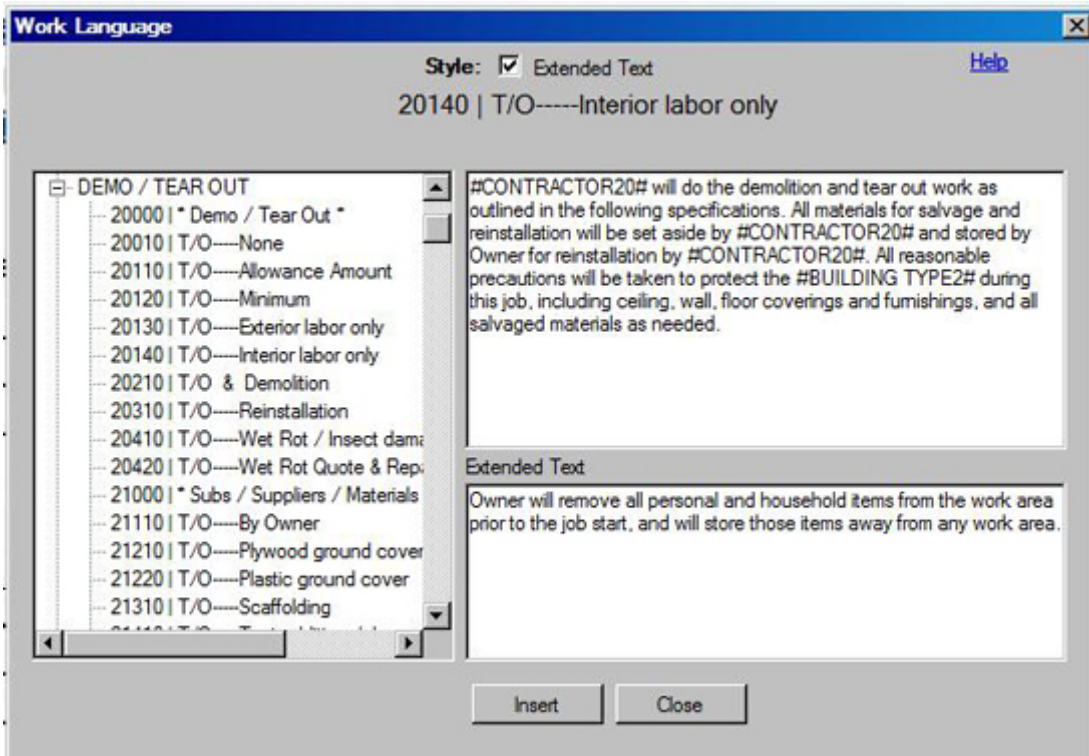 Work Language
Style: Extended Text
Help
20140 | T/O-----Interior labor only
DEMO / TEAR OUT
20000 | * Demo / Tear Out *
20010 | T/O-----None
20110 | T/O-----Allowance Amount
20120 | T/O-----Minimum
20130 | T/O-----Exterior labor only
20140 | T/O-----Interior labor only
20210 | T/O & Demolition
20310 | T/O-----Reinstallation
20410 | T/O-----Wet Rot / Insect dama
20420 | T/O-----Wet Rot Quote & Repa
21000 | * Subs / Suppliers / Materials
21110 | T/O-----By Owner
21210 | T/O-----Plywood ground cover
21220 | T/O-----Plastic ground cover
21310 | T/O-----Scaffolding
#CONTRACTOR20# will do the demolition and tear out work as
outlined in the following specifications. All materials for salvage and
reinstallation will be set aside by #CONTRACTOR20# and stored by
Owner for reinstallation by #CONTRACTOR20#. All reasonable
precautions will be taken to protect the #BUILDING TYPE2# during
this job, including ceiling, wall, floor coverings and furnishings, and all
salvaged materials as needed.
Extended Text
Owner will remove all personal and household items from the work area
prior to the job start, and will store those items away from any work area.
Insert
Close